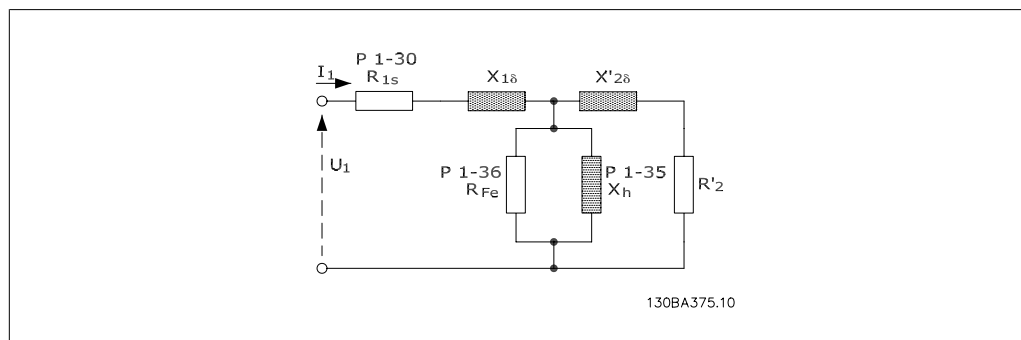 P 1-30
I1
R1s
X1δ
X'2δ
U1
P 1-36
RFe
P 1-35
Xh
R'2
130BA375.10